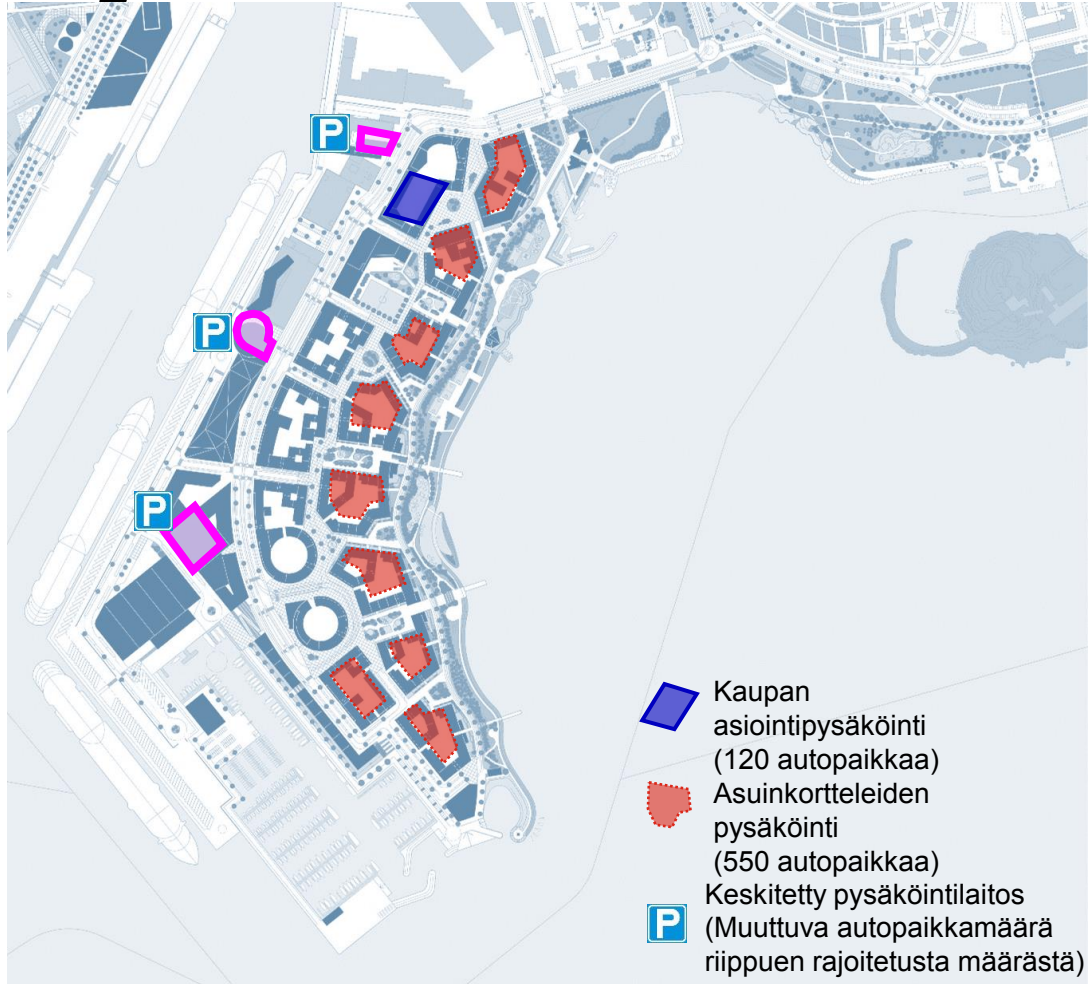 P
P
P
Kaupan
asiointipysäköinti
(120 autopaikkaa)
Asuinkortteleiden
pysäköinti
(550 autopaikkaa)
P
Keskitetty pysäköintilaitos
(Muuttuva autopaikkamäärä
riippuen rajoitetusta määrästä)